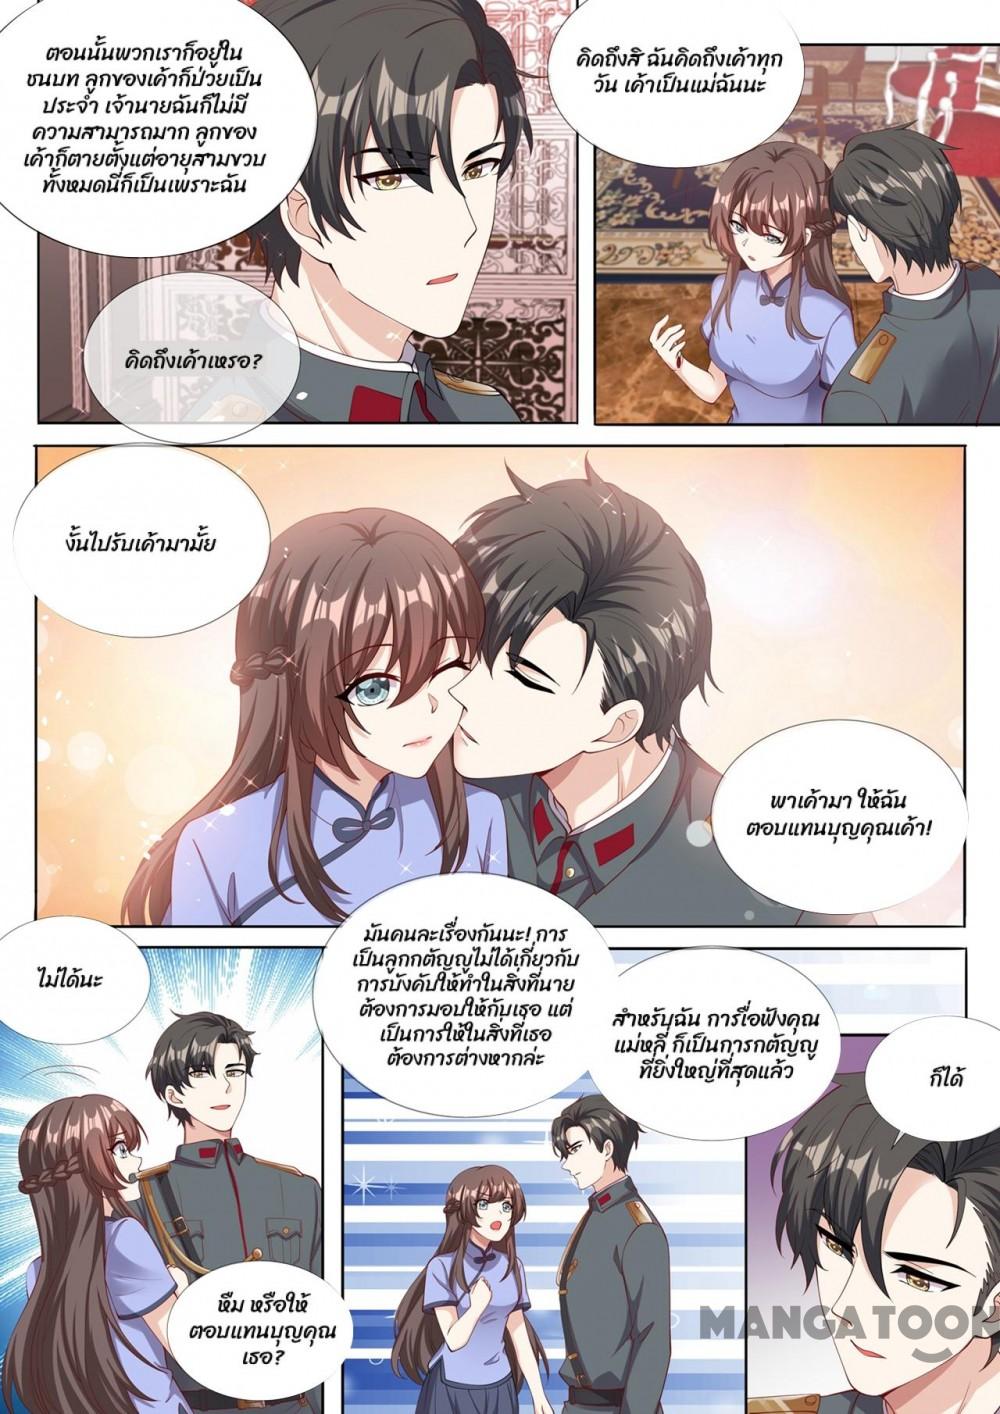 ตอนนั้นพวกเราก็อยู่ใน
ชนบท ลูกของเค้าก็ป่วยเป็น
ประจำ เจ้านายฉันก็ไม่มี
ความสามารถมาก ลูกของ
เค้าก็ตายตั้งแต่อายุสามขวบ
ทั้งหมดนี่ก็เป็นเพราะฉัน
คิดถึงเค้าเหรอ?
คิดถึงสิ ฉันคิดถึงเค้าทุก
วัน เค้าเป็นแม่ฉันนะ
งั้นไปรับเค้ามามั้ย
พาเค้ามา ให้ฉัน
ตอบแทนบุญคุณเค้า!
ไม่ได้นะ
หืม หรือให้
ตอบแทนบุญคุณ
เธอ?
มันคนละเรื่องกันนะ! การ
เป็นลูกกตัญญูไม่ได้เกี่ยวกับ
การบังคับให้ทำในสิ่งที่นาย
ต้องการมอบให้กับเธอ แต่
เป็นการให้ในสิ่งที่เธอ
ต้องการต่างหากล่ะ
สำหรับฉัน การเื่อฟังคุณ
แม่หลี่ ก็เป็นการกตัญญู
ที่ยิ่งใหญ่ที่สุดแล้ว
ก็ได้
MANGATOON